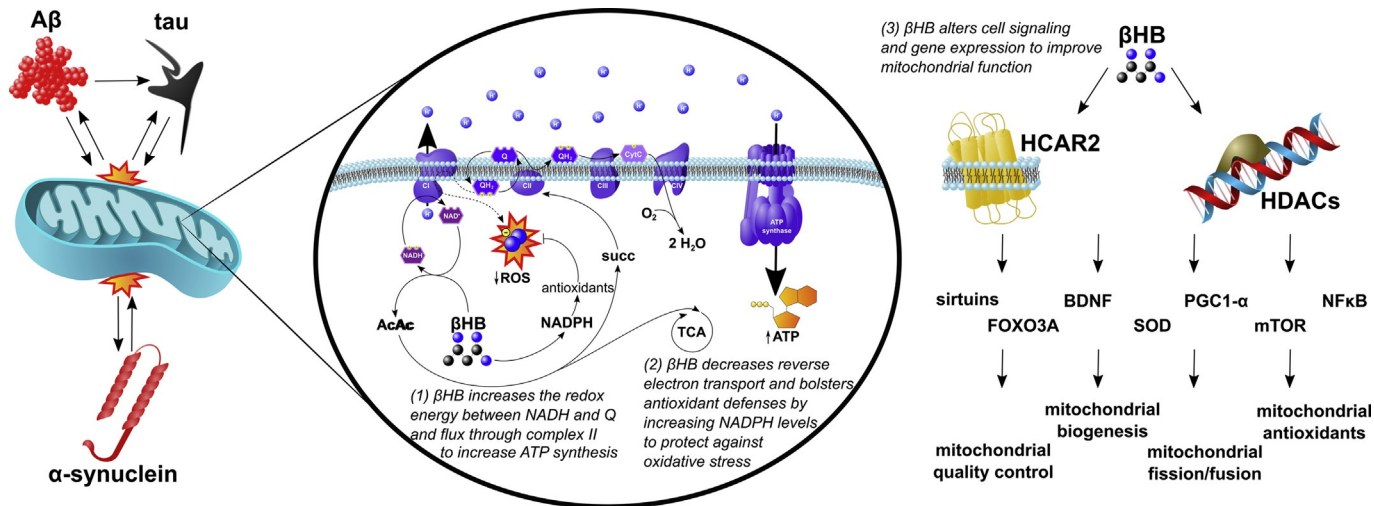 Aβ
tau
α-synuclein
H⁺
H⁺
H⁺
H⁺
H⁺
H⁺
H⁺
H⁺
H⁺
H⁺
H⁺
H⁺
CI
Q
QH₂
CII
QH₂
CIII
CytC
CIV
H⁺
NAD⁺
NADH
O₂
2 H₂O
ATP
synthase
↓ROS
succ
antioxidants
NADPH
AcAc
βHB
TCA
↑ATP
(1) βHB increases the redox
energy between NADH and Q
and flux through complex II
to increase ATP synthesis
(2) βHB decreases reverse
electron transport and bolsters
antioxidant defenses by
increasing NADPH levels
to protect against
oxidative stress
(3) βHB alters cell signaling
and gene expression to improve
mitochondrial function
βHB
HCAR2
HDACs
sirtuins
BDNF
PGC1-α
NFκB
FOXO3A
SOD
mTOR
mitochondrial
biogenesis
mitochondrial
antioxidants
mitochondrial
quality control
mitochondrial
fission/fusion